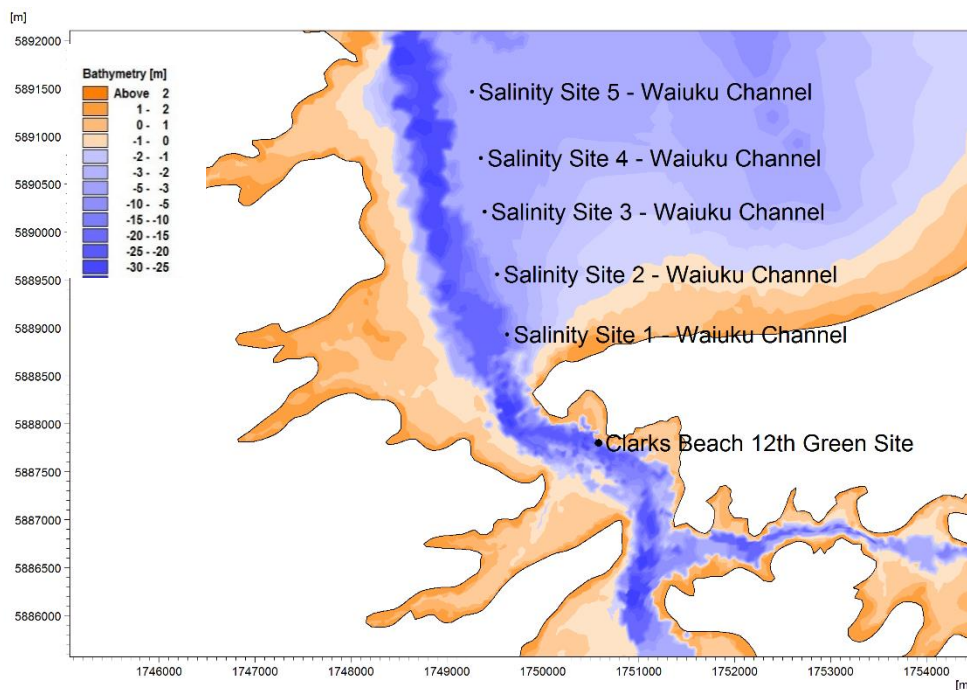 [m]
5892000
5891500
5891000
5890500
5890000
5889500
5889000
5888500
5888000
5887500
5887000
5886500
5886000
Bathymetry [m]
Above 2
1 - 2
0 - 1
-1 - 0
-2 - -1
-3 - -2
-5 - -3
-10 - -5
-15 - -10
-20 - -15
-25 - -20
-30 - -25
Salinity Site 5 - Waiuku Channel
Salinity Site 4 - Waiuku Channel
Salinity Site 3 - Waiuku Channel
Salinity Site 2 - Waiuku Channel
Salinity Site 1 - Waiuku Channel
Clarks Beach 12th Green Site
1746000 1747000 1748000 1749000 1750000 1751000 1752000 1753000 1754000
[m